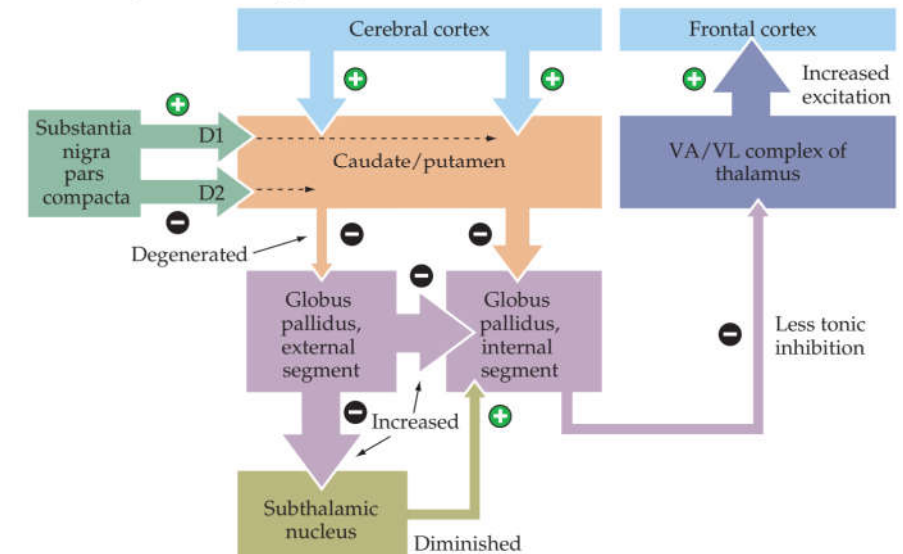 Cerebral cortex
Frontal cortex
+
+
+
Increased
excitation
+
Substantia
nigra
pars
compacta
D1
D2
−
Caudate/putamen
VA/VL complex of
thalamus
Degenerated
−
−
−
Globus
pallidus,
external
segment
Globus
pallidus,
internal
segment
−
Less tonic
inhibition
−
Increased
+
Subthalamic
nucleus
Diminished